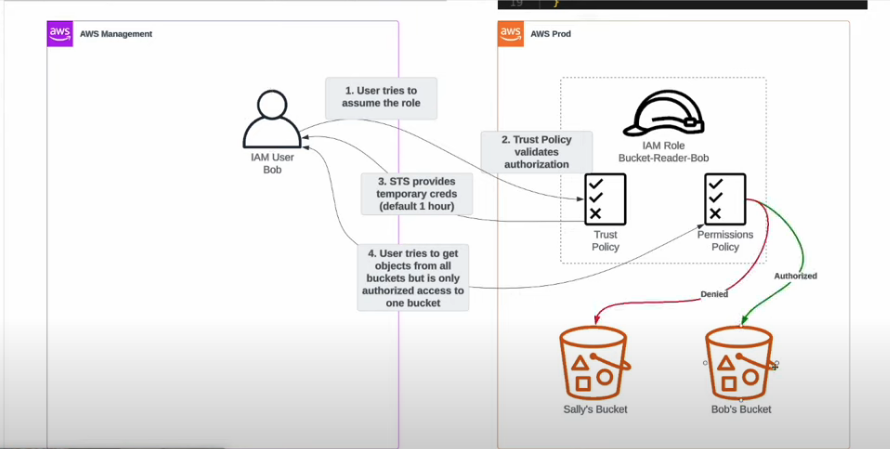 19 }
aws AWS Management
aws AWS Prod
1. User tries to
assume the role
IAM User
Bob
2. Trust Policy
validates
authorization
IAM Role
Bucket-Reader-Bob
3. STS provides
temporary creds
(default 1 hour)
Trust
Policy
Permissions
Policy
4. User tries to get
objects from all
buckets but is only
authorized access to
one bucket
Authorized
Denied
Sally's Bucket
Bob's Bucket